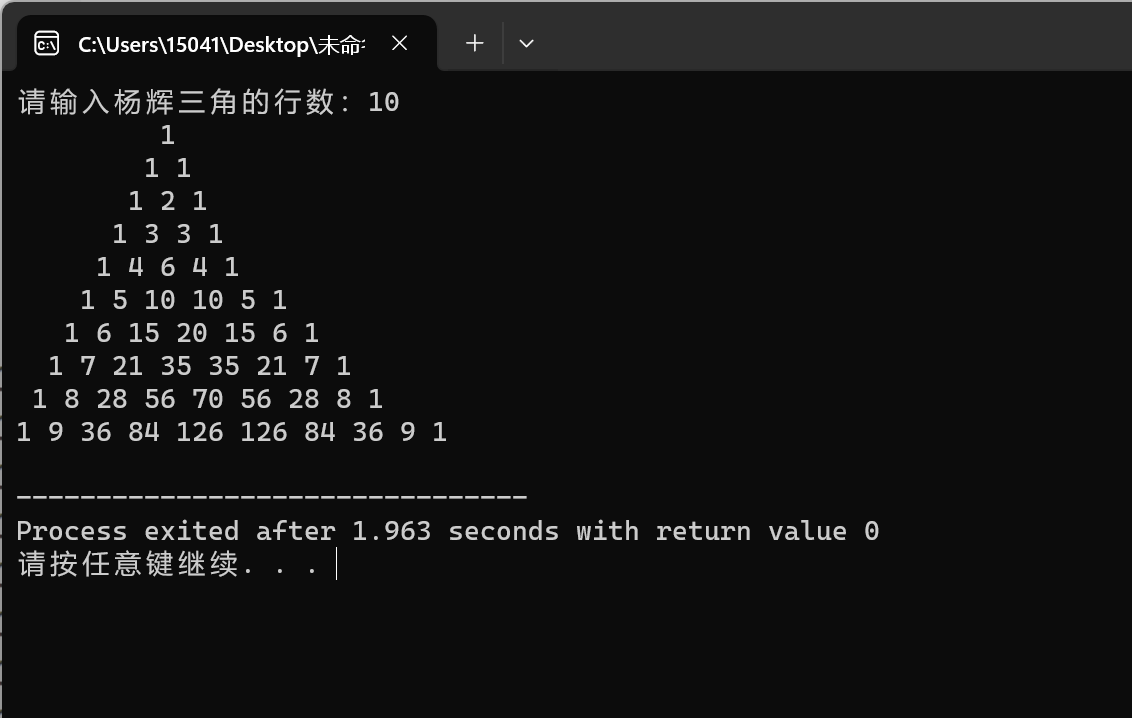 C:\Users\15041\Desktop\未命
请输入杨辉三角的行数：10
1
1 1
1 2 1
1 3 3 1
1 4 6 4 1
1 5 10 10 5 1
1 6 15 20 15 6 1
1 7 21 35 35 21 7 1
1 8 28 56 70 56 28 8 1
1 9 36 84 126 126 84 36 9 1
--------------------------------
Process exited after 1.963 seconds with return value 0
请按任意键继续. . .